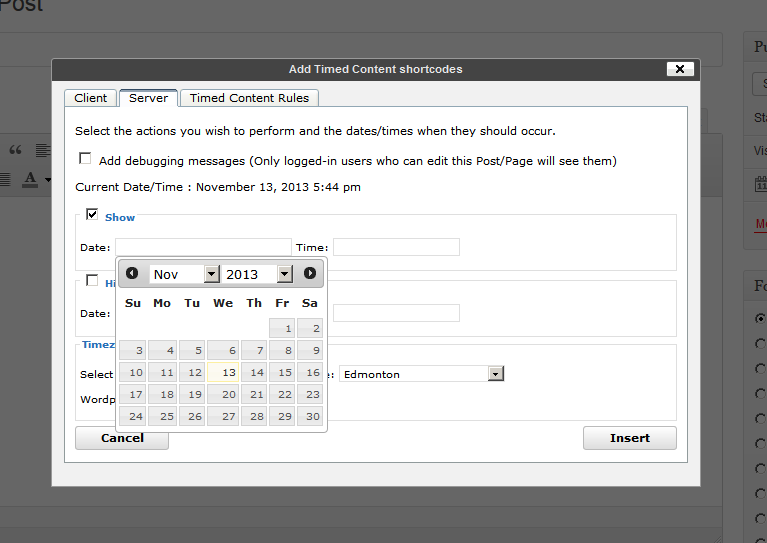 Post
Add Timed Content shortcodes
Client Server Timed Content Rules
Select the actions you wish to perform and the dates/times when they should occur.
Add debugging messages (Only logged-in users who can edit this Post/Page will see them)
Current Date/Time : November 13, 2013 5:44 pm
Show
Date: Time:
Nov 2013
Hi
Su Mo Tu We Th Fr Sa
Date:
1 2
Timez
3 4 5 6 7 8 9
Select Edmonton
10 11 12 13 14 15 16
Wordp
17 18 19 20 21 22 23
24 25 26 27 28 29 30
Cancel Insert
Pu
S
Sta
Vis
11
Mo
Fo
A